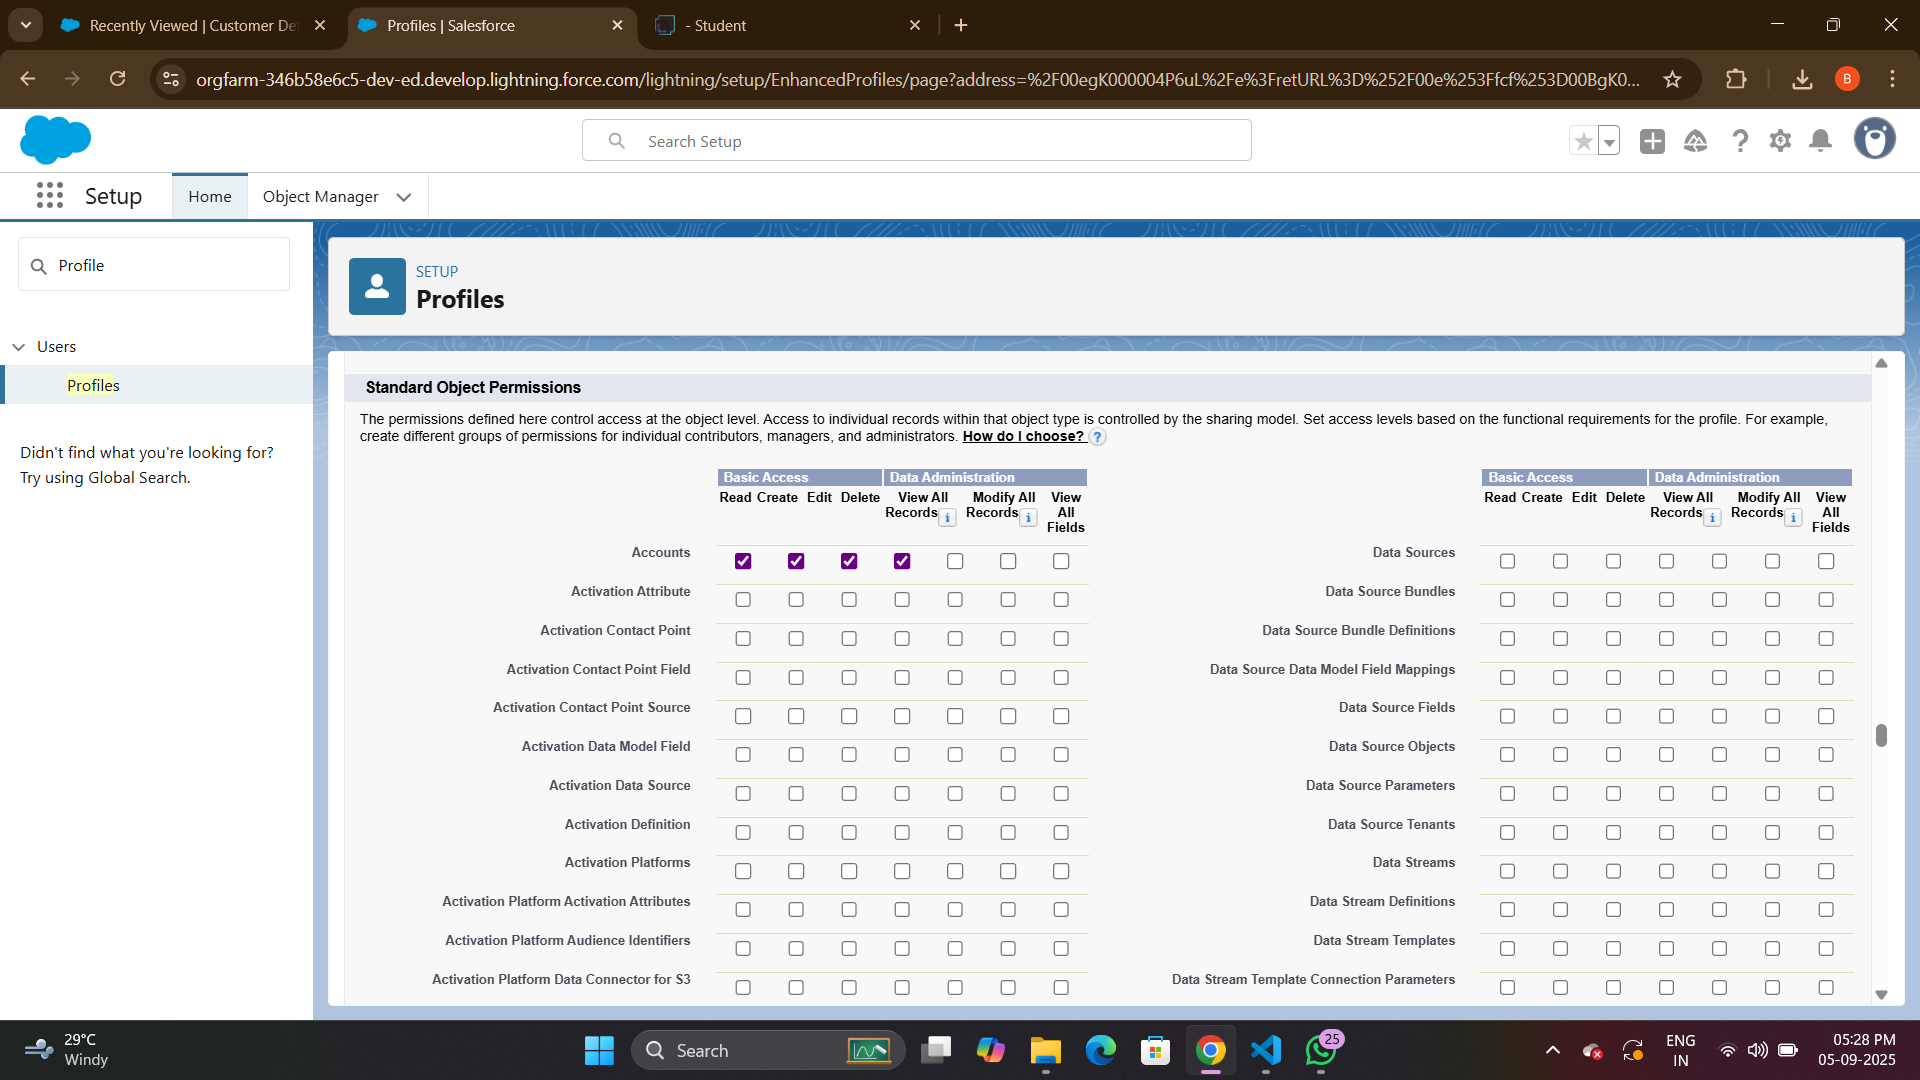 Recently Viewed | Customer De
Profiles | Salesforce
- Student
orgfarm-346b58e6c5-dev-ed.develop.lightning.force.com/lightning/setup/EnhancedProfiles/page?address=%2F00egK000004P6uL%2Fe%3FretURL%3D%252F00e%253Ffcf%253D00BgK0...
B
Search Setup
Setup
Home
Object Manager
Profile
Users
Profiles
Didn't find what you're looking for?
Try using Global Search.
SETUP
Profiles
Standard Object Permissions
The permissions defined here control access at the object level. Access to individual records within that object type is controlled by the sharing model. Set access levels based on the functional requirements for the profile. For example,
create different groups of permissions for individual contributors, managers, and administrators. How do I choose? ?
Basic Access Data Administration
Read Create Edit Delete View All Records i Modify All Records i View All Fields
Basic Access Data Administration
Read Create Edit Delete View All Records i Modify All Records i View All Fields
Accounts
Data Sources
Activation Attribute
Data Source Bundles
Activation Contact Point
Data Source Bundle Definitions
Activation Contact Point Field
Data Source Data Model Field Mappings
Activation Contact Point Source
Data Source Fields
Activation Data Model Field
Data Source Objects
Activation Data Source
Data Source Parameters
Activation Definition
Data Source Tenants
Activation Platforms
Data Streams
Activation Platform Activation Attributes
Data Stream Definitions
Activation Platform Audience Identifiers
Data Stream Templates
Activation Platform Data Connector for S3
Data Stream Template Connection Parameters
29°C
Windy
Search
25
ENG
IN
05:28 PM
05-09-2025